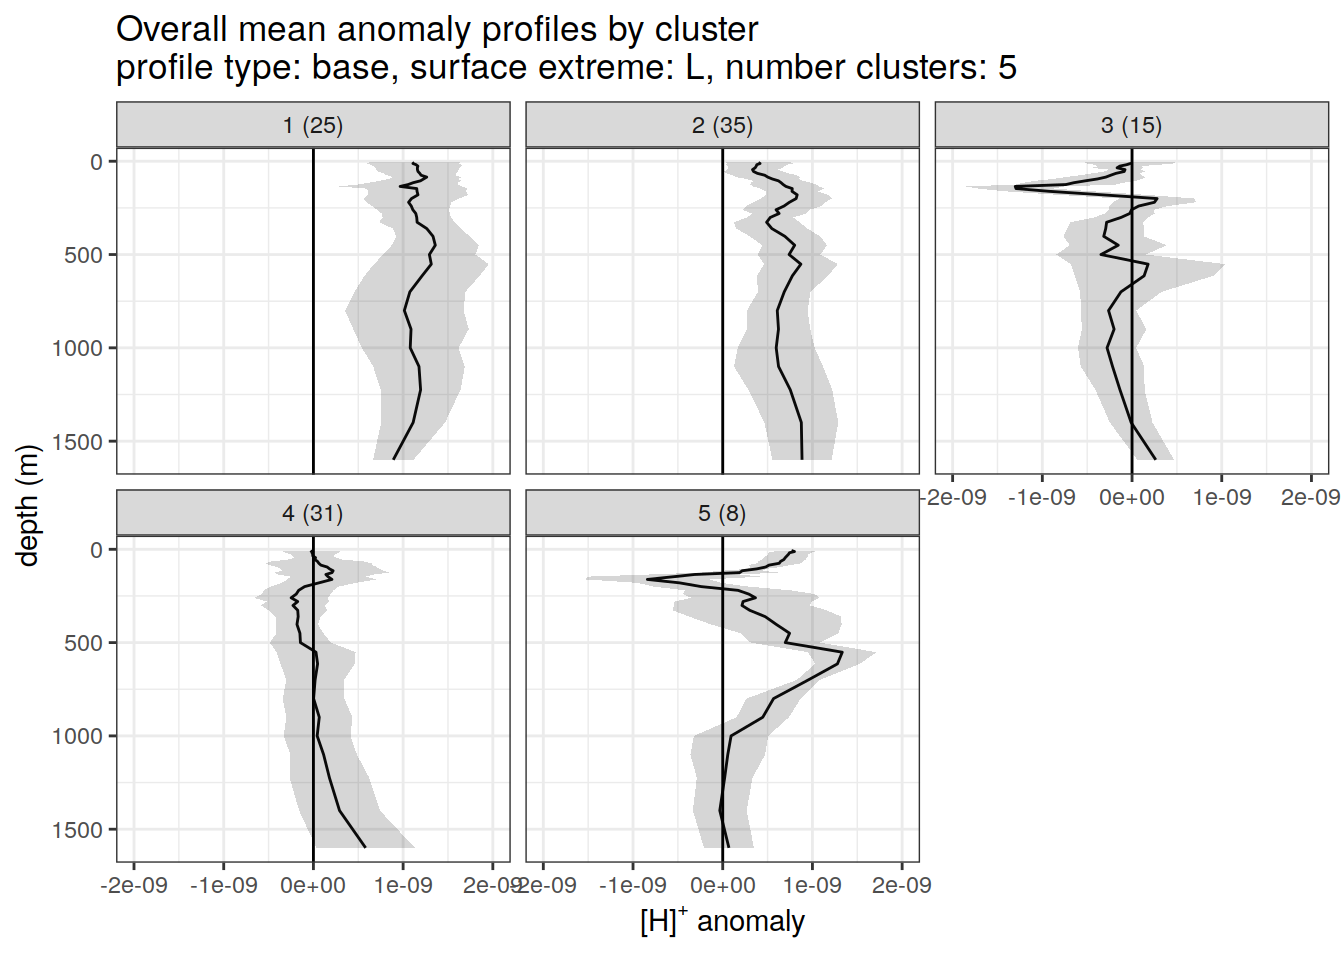 Overall mean anomaly profiles by cluster
profile type: base, surface extreme: L, number clusters: 5
1 (25)
2 (35)
3 (15)
0
500
1000
1500
-2e-09 -1e-09 0e+00 1e-09 2e-09
4 (31)
5 (8)
0
500
1000
1500
-2e-09 -1e-09 0e+00 1e-09 2e-09
-2e-09 -1e-09 0e+00 1e-09 2e-09
depth (m)
[H]⁺ anomaly